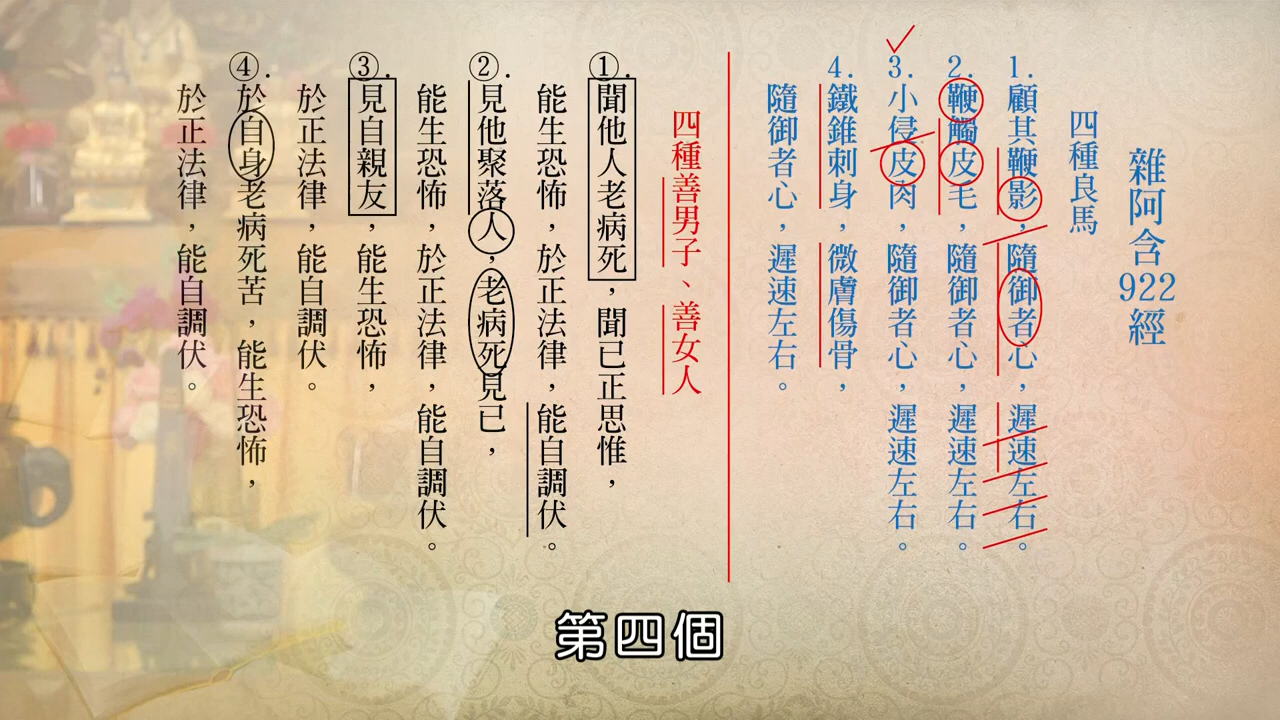 雜阿含922經
四種良馬
1.顧其鞭影，隨御者心，遲速左右。
2.鞭觸皮毛，隨御者心，遲速左右。
3.小侵皮肉，隨御者心，遲速左右。
4.鐵錐刺身，微膚傷骨，
隨御者心，遲速左右。
四種善男子、善女人
①.聞他人老病死，聞已正思惟，
能生恐怖，於正法律，能自調伏。
②.見他聚落人，老病死見已，
能生恐怖，於正法律，能自調伏。
③.見自親友，能生恐怖，
於正法律，能自調伏。
④.於自身老病死苦，能生恐怖，
於正法律，能自調伏。
第四個